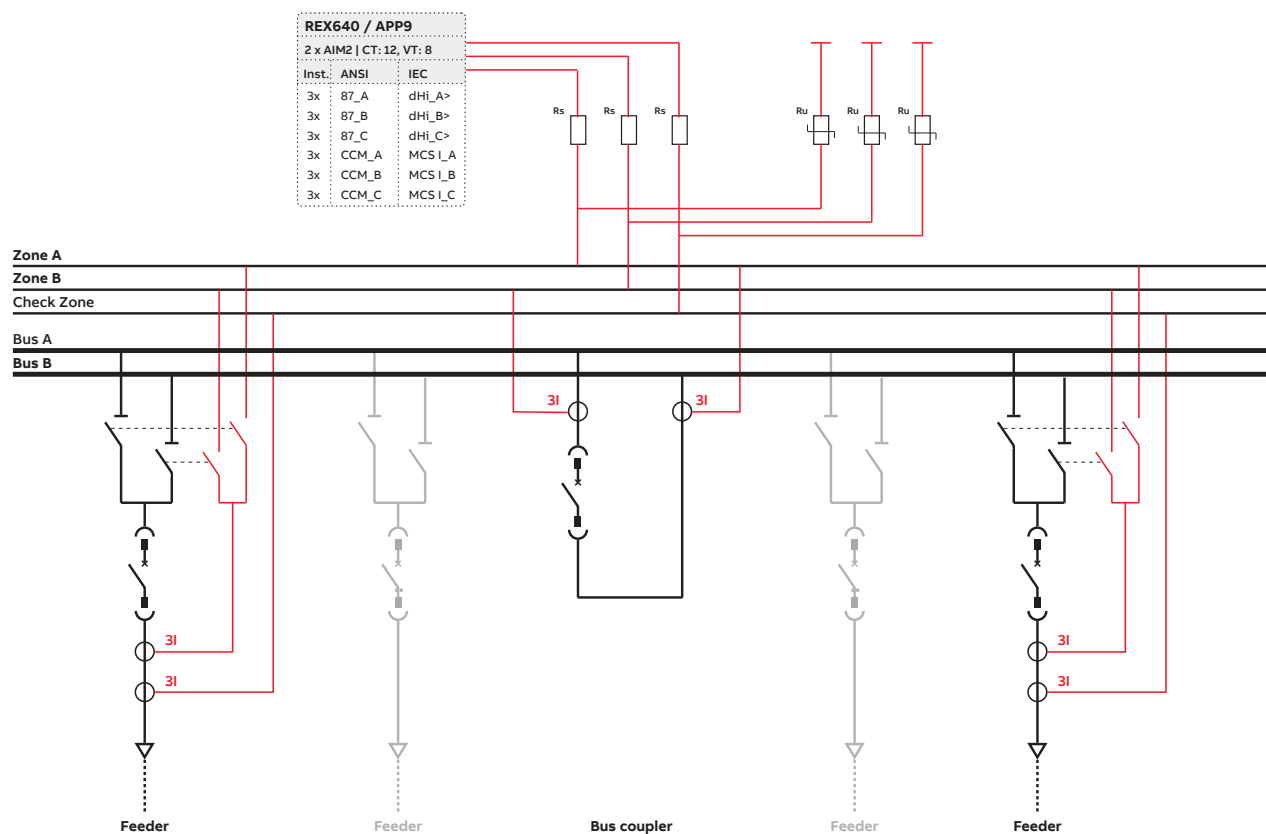 REX640 / APP9
2 x AIM2 | CT: 12, VT: 8
Inst. ANSI IEC
3x 87_A dHi_A>
3x 87_B dHi_B>
3x 87_C dHi_C>
3x CCM_A MCS I_A
3x CCM_B MCS I_B
3x CCM_C MCS I_C
Rs Rs Rs Ru Ru Ru
Zone A
Zone B
Check Zone
Bus A
Bus B
3I 3I
3I 3I
3I 3I
Feeder Feeder Bus coupler Feeder Feeder